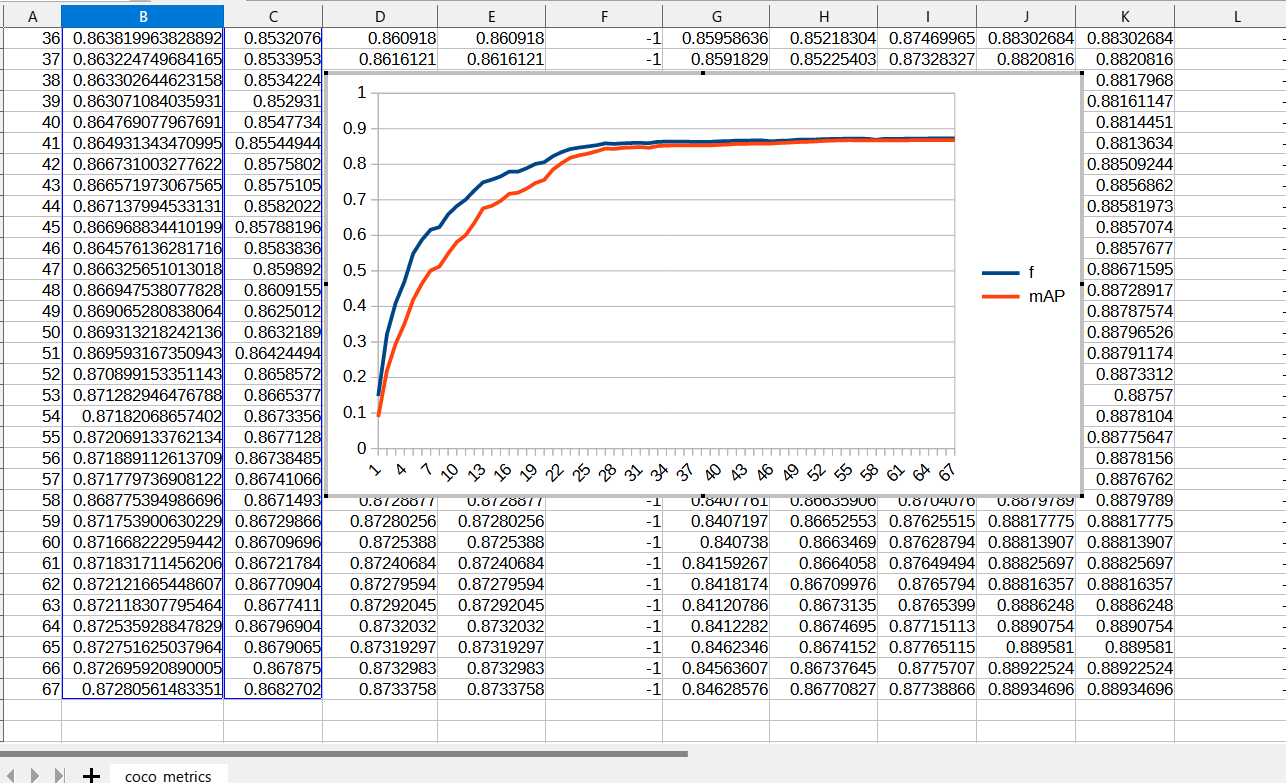 A B C D E F G H I J K L
36 0.863819963828892 0.8532076 0.860918 0.860918 -1 0.85958636 0.85218304 0.87469965 0.88302684 0.88302684 -
37 0.863224749684165 0.8533953 0.8616121 0.8616121 -1 0.8591829 0.85225403 0.87328327 0.8820816 0.8820816 -
38 0.863302644623158 0.8534224 0.8817968 -
39 0.863071084035931 0.852931 0.88161147 -
40 0.864769077967691 0.8547734 0.8814451 -
41 0.864931343470995 0.85544944 0.8813634 -
42 0.866731003277622 0.8575802 0.88509244 -
43 0.866571973067565 0.8575105 0.8856862 -
44 0.867137994533131 0.8582022 0.88581973 -
45 0.866968834410199 0.85788196 0.8857074 -
46 0.864576136281716 0.8583836 0.8857677 -
47 0.866325651013018 0.859892 0.88671595 -
48 0.866947538077828 0.8609155 0.88728917 -
49 0.869065280838064 0.8625012 0.88787574 -
50 0.869313218242136 0.8632189 0.88796526 -
51 0.869593167350943 0.86424494 0.88791174 -
52 0.870899153351143 0.8658572 0.8873312 -
53 0.871282946476788 0.8665377 0.88757 -
54 0.87182068657402 0.8673356 0.8878104 -
55 0.872069133762134 0.8677128 0.88775647 -
56 0.871889112613709 0.86738485 0.8878156 -
57 0.871779736908122 0.86741066 0.8876762 -
58 0.868775394986696 0.8671493 0.8728877 0.8728877 -1 0.8407761 0.86635906 0.8704076 0.8879789 0.8879789 -
59 0.871753900630229 0.86729866 0.87280256 0.87280256 -1 0.8407197 0.86652553 0.87625515 0.88817775 0.88817775 -
60 0.871668222959442 0.86709696 0.8725388 0.8725388 -1 0.840738 0.8663469 0.87628794 0.88813907 0.88813907 -
61 0.871831711456206 0.86721784 0.87240684 0.87240684 -1 0.84159267 0.8664058 0.87649494 0.88825697 0.88825697 -
62 0.872121665448607 0.86770904 0.87279594 0.87279594 -1 0.8418174 0.86709976 0.8765794 0.88816357 0.88816357 -
63 0.872118307795464 0.8677411 0.87292045 0.87292045 -1 0.84120786 0.8673135 0.8765399 0.8886248 0.8886248 -
64 0.872535928847829 0.86796904 0.8732032 0.8732032 -1 0.8412282 0.8674695 0.87715113 0.8890754 0.8890754 -
65 0.872751625037964 0.8679065 0.87319297 0.87319297 -1 0.8462346 0.8674152 0.87765115 0.889581 0.889581 -
66 0.872695920890005 0.867875 0.8732983 0.8732983 -1 0.84563607 0.86737645 0.8775707 0.88922524 0.88922524 -
67 0.87280561483351 0.8682702 0.8733758 0.8733758 -1 0.84628576 0.86770827 0.87738866 0.88934696 0.88934696 -
1
0.9
0.8
0.7
0.6
0.5
0.4
0.3
0.2
0.1
0
1 4 7 10 13 16 19 22 25 28 31 34 37 40 43 46 49 52 55 58 61 64 67
f
mAP
coco_metrics